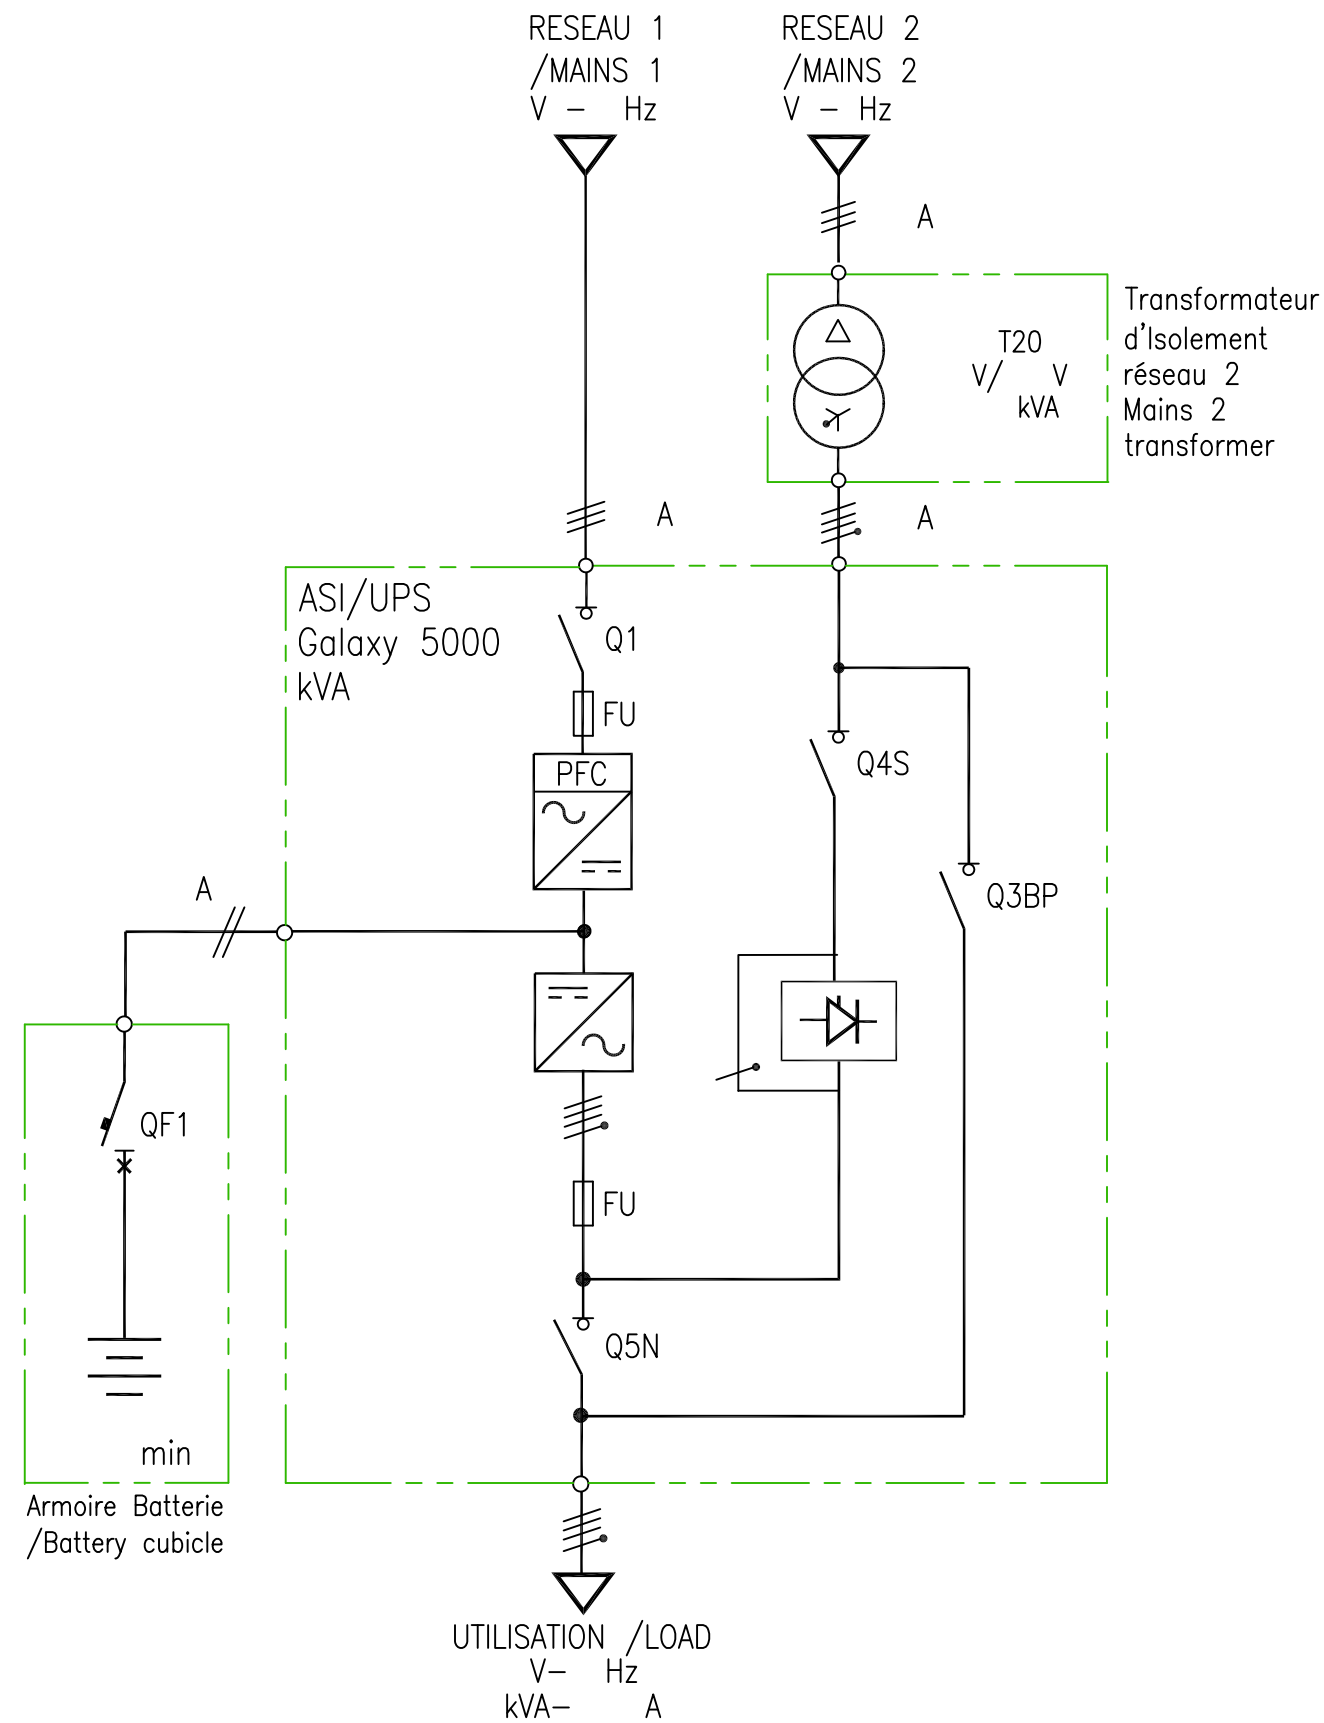 RESEAU 1
/MAINS 1
V - Hz
RESEAU 2
/MAINS 2
V - Hz
A
Transformateur
d'Isolement
réseau 2
Mains 2
transformer
T20
V/ V
kVA
A
A
ASI/UPS
Galaxy 5000
kVA
Q1
FU
PFC
Q4S
Q3BP
A
QF1
FU
Q5N
min
Armoire Batterie
/Battery cubicle
UTILISATION /LOAD
V- Hz
kVA- A